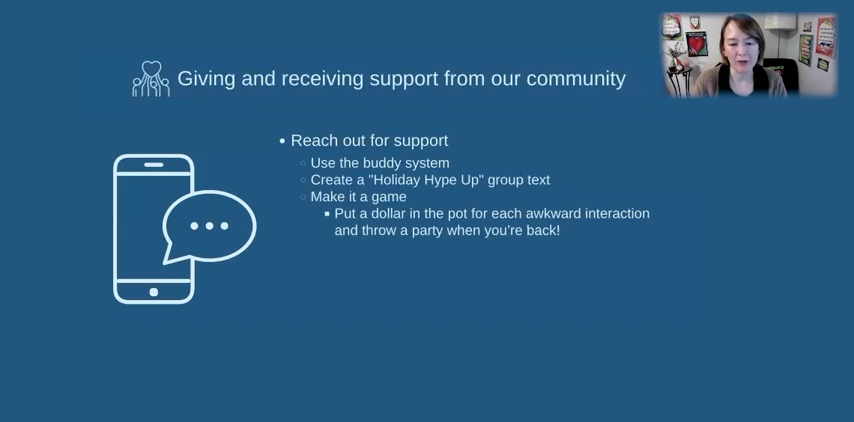 Giving and receiving support from our community
• Reach out for support
○ Use the buddy system
○ Create a "Holiday Hype Up" group text
○ Make it a game
▪ Put a dollar in the pot for each awkward interaction
and throw a party when you're back!